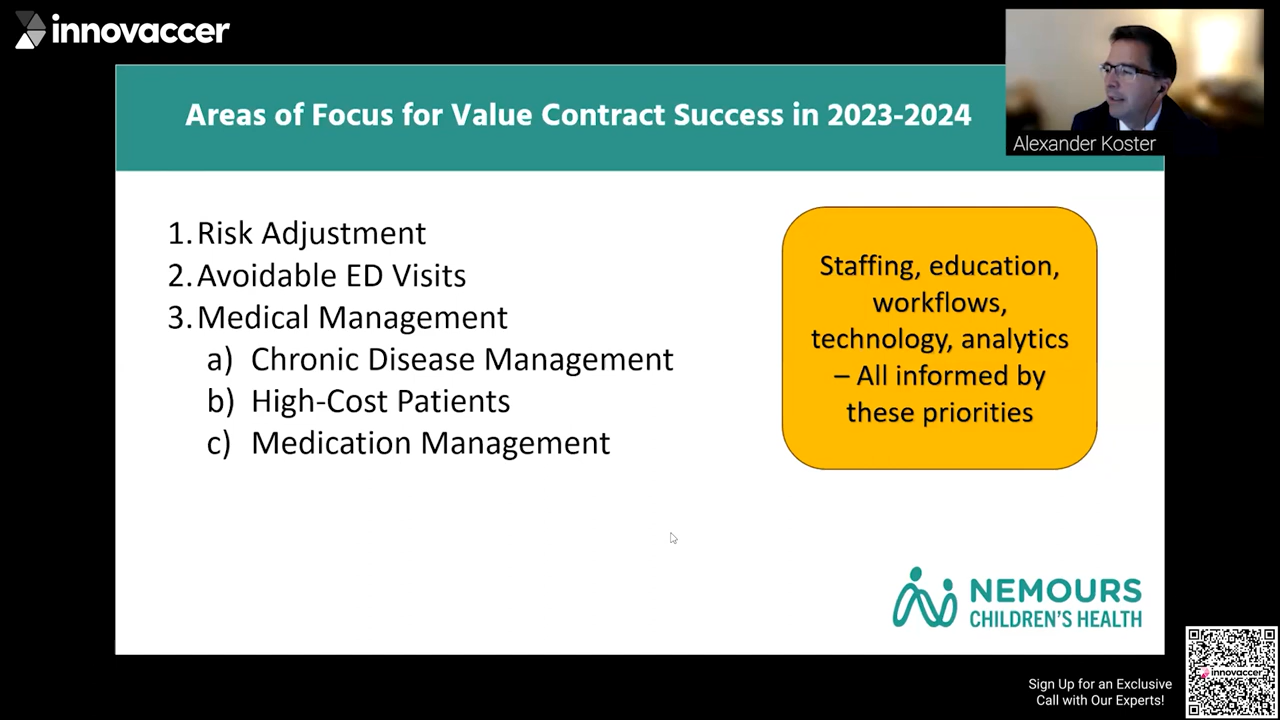 innovaccer
Areas of Focus for Value Contract Success in 2023-2024
Alexander Koster
1. Risk Adjustment
2. Avoidable ED Visits
3. Medical Management
a) Chronic Disease Management
b) High-Cost Patients
c) Medication Management
Staffing, education,
workflows,
technology, analytics
– All informed by
these priorities
NEMOURS
CHILDREN'S HEALTH
Sign Up for an Exclusive
Call with Our Experts!
innovaccer